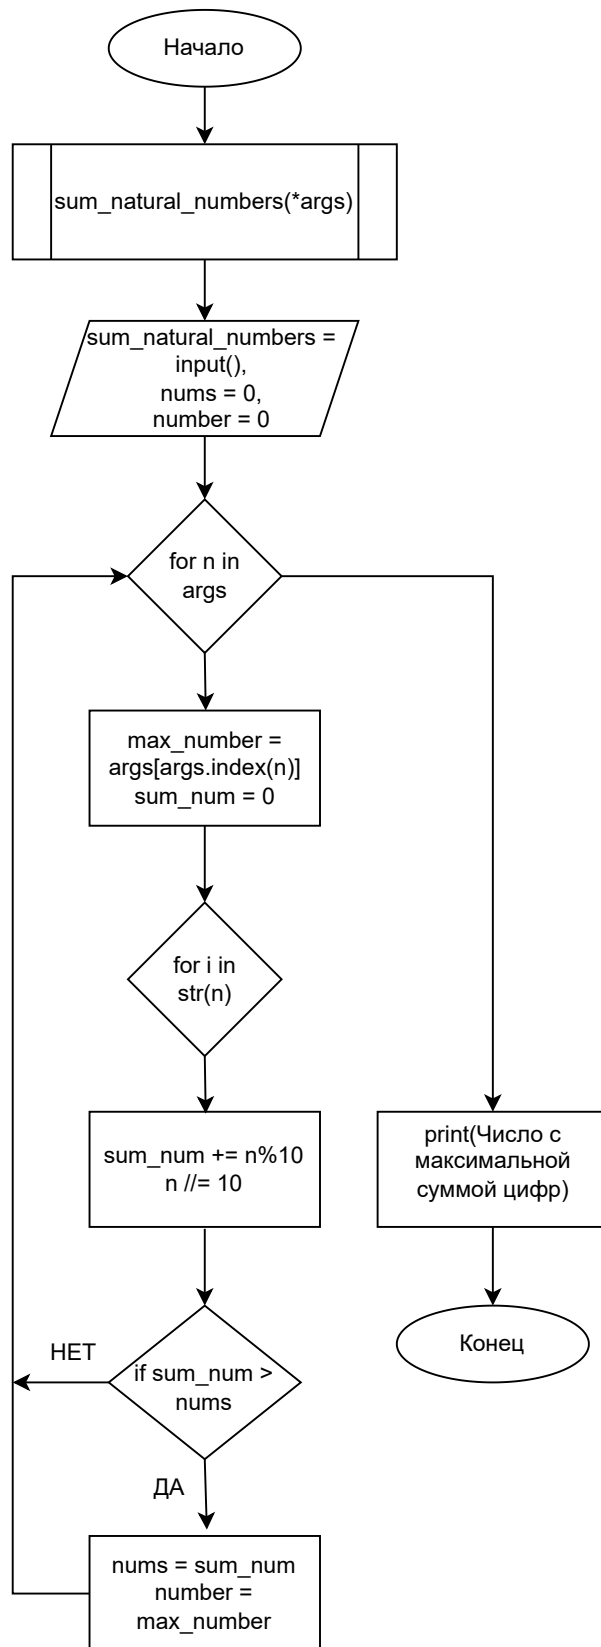 Начало
sum_natural_numbers(*args)
sum_natural_numbers =
input(),
nums = 0,
number = 0
for n in
args
max_number =
args[args.index(n)]
sum_num = 0
for i in
str(n)
sum_num += n%10
n //= 10
print(Число с
максимальной
суммой цифр)
if sum_num >
nums
НЕТ
ДА
Конец
nums = sum_num
number =
max_number